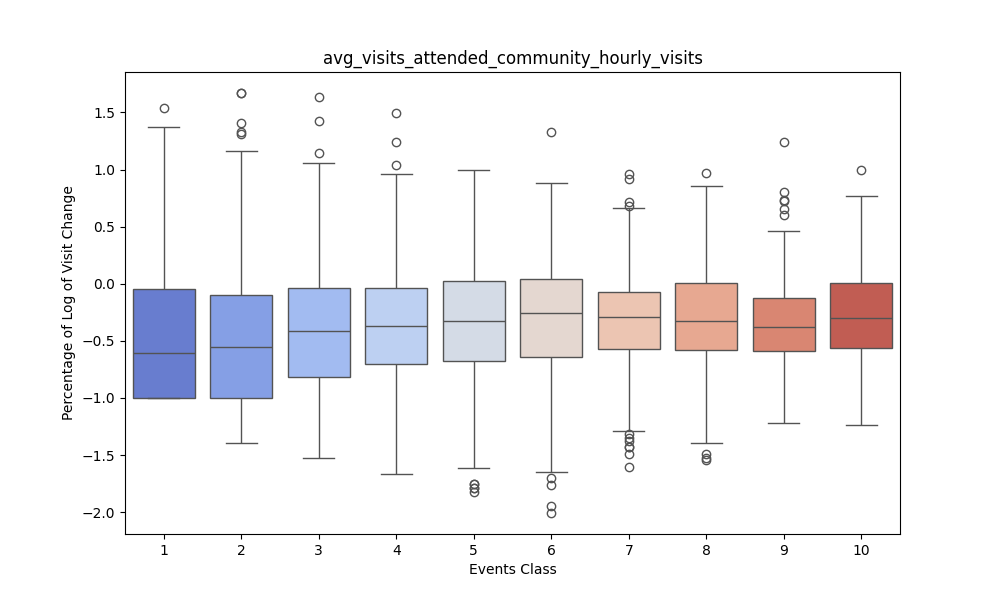 avg_visits_attended_community_hourly_visits
Percentage of Log of Visit Change
1.5
1.0
0.5
0.0
−0.5
−1.0
−1.5
−2.0
1 2 3 4 5 6 7 8 9 10
Events Class